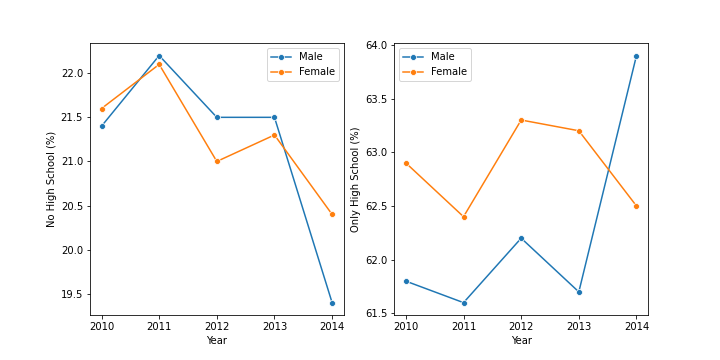 Male
Female
No High School (%)
22.0
21.5
21.0
20.5
20.0
19.5
2010 2011 2012 2013 2014
Year
Male
Female
Only High School (%)
64.0
63.5
63.0
62.5
62.0
61.5
2010 2011 2012 2013 2014
Year